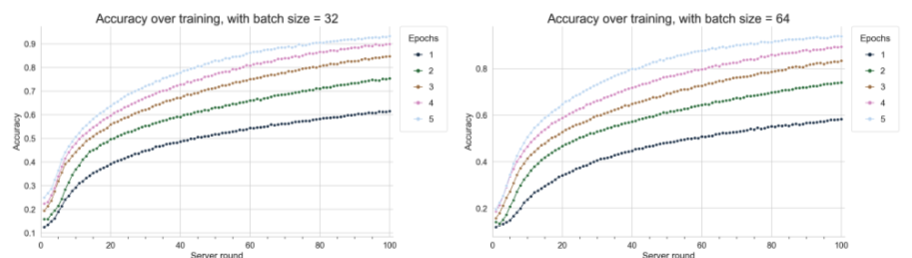 Accuracy over training, with batch size = 32
Accuracy
0.9
0.8
0.7
0.6
0.5
0.4
0.3
0.2
0.1
0 20 40 60 80 100
Server round
Epochs
1
2
3
4
5
Accuracy over training, with batch size = 64
Accuracy
0.8
0.6
0.4
0.2
0 20 40 60 80 100
Server round
Epochs
1
2
3
4
5